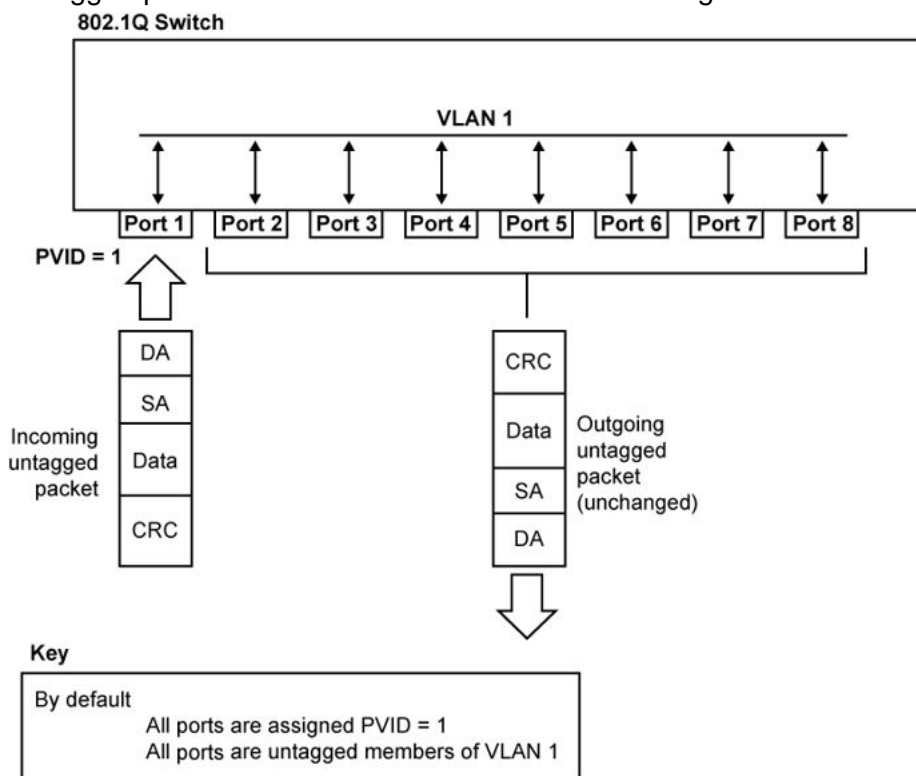 802.1Q Switch
VLAN 1
Port 1 Port 2 Port 3 Port 4 Port 5 Port 6 Port 7 Port 8
PVID = 1
DA
SA
Data
CRC
Incoming
untagged
packet
CRC
Data
SA
DA
Outgoing
untagged
packet
(unchanged)
Key
By default
All ports are assigned PVID = 1
All ports are untagged members of VLAN 1